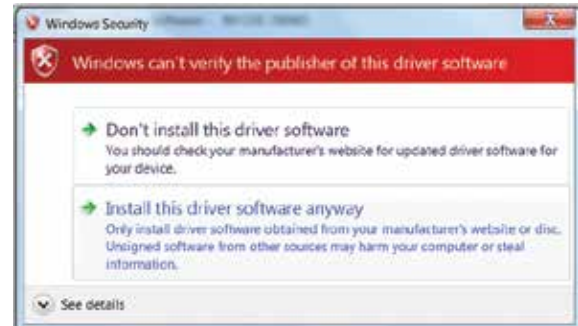 Windows Security
Windows can't verify the publisher of this driver software
Don't install this driver software
You should check your manufacturer's website for updated driver software for
your device.
Install this driver software anyway
Only install driver software obtained from your manufacturer's website or disc.
Unsigned software from other sources may harm your computer or steal
information.
See details